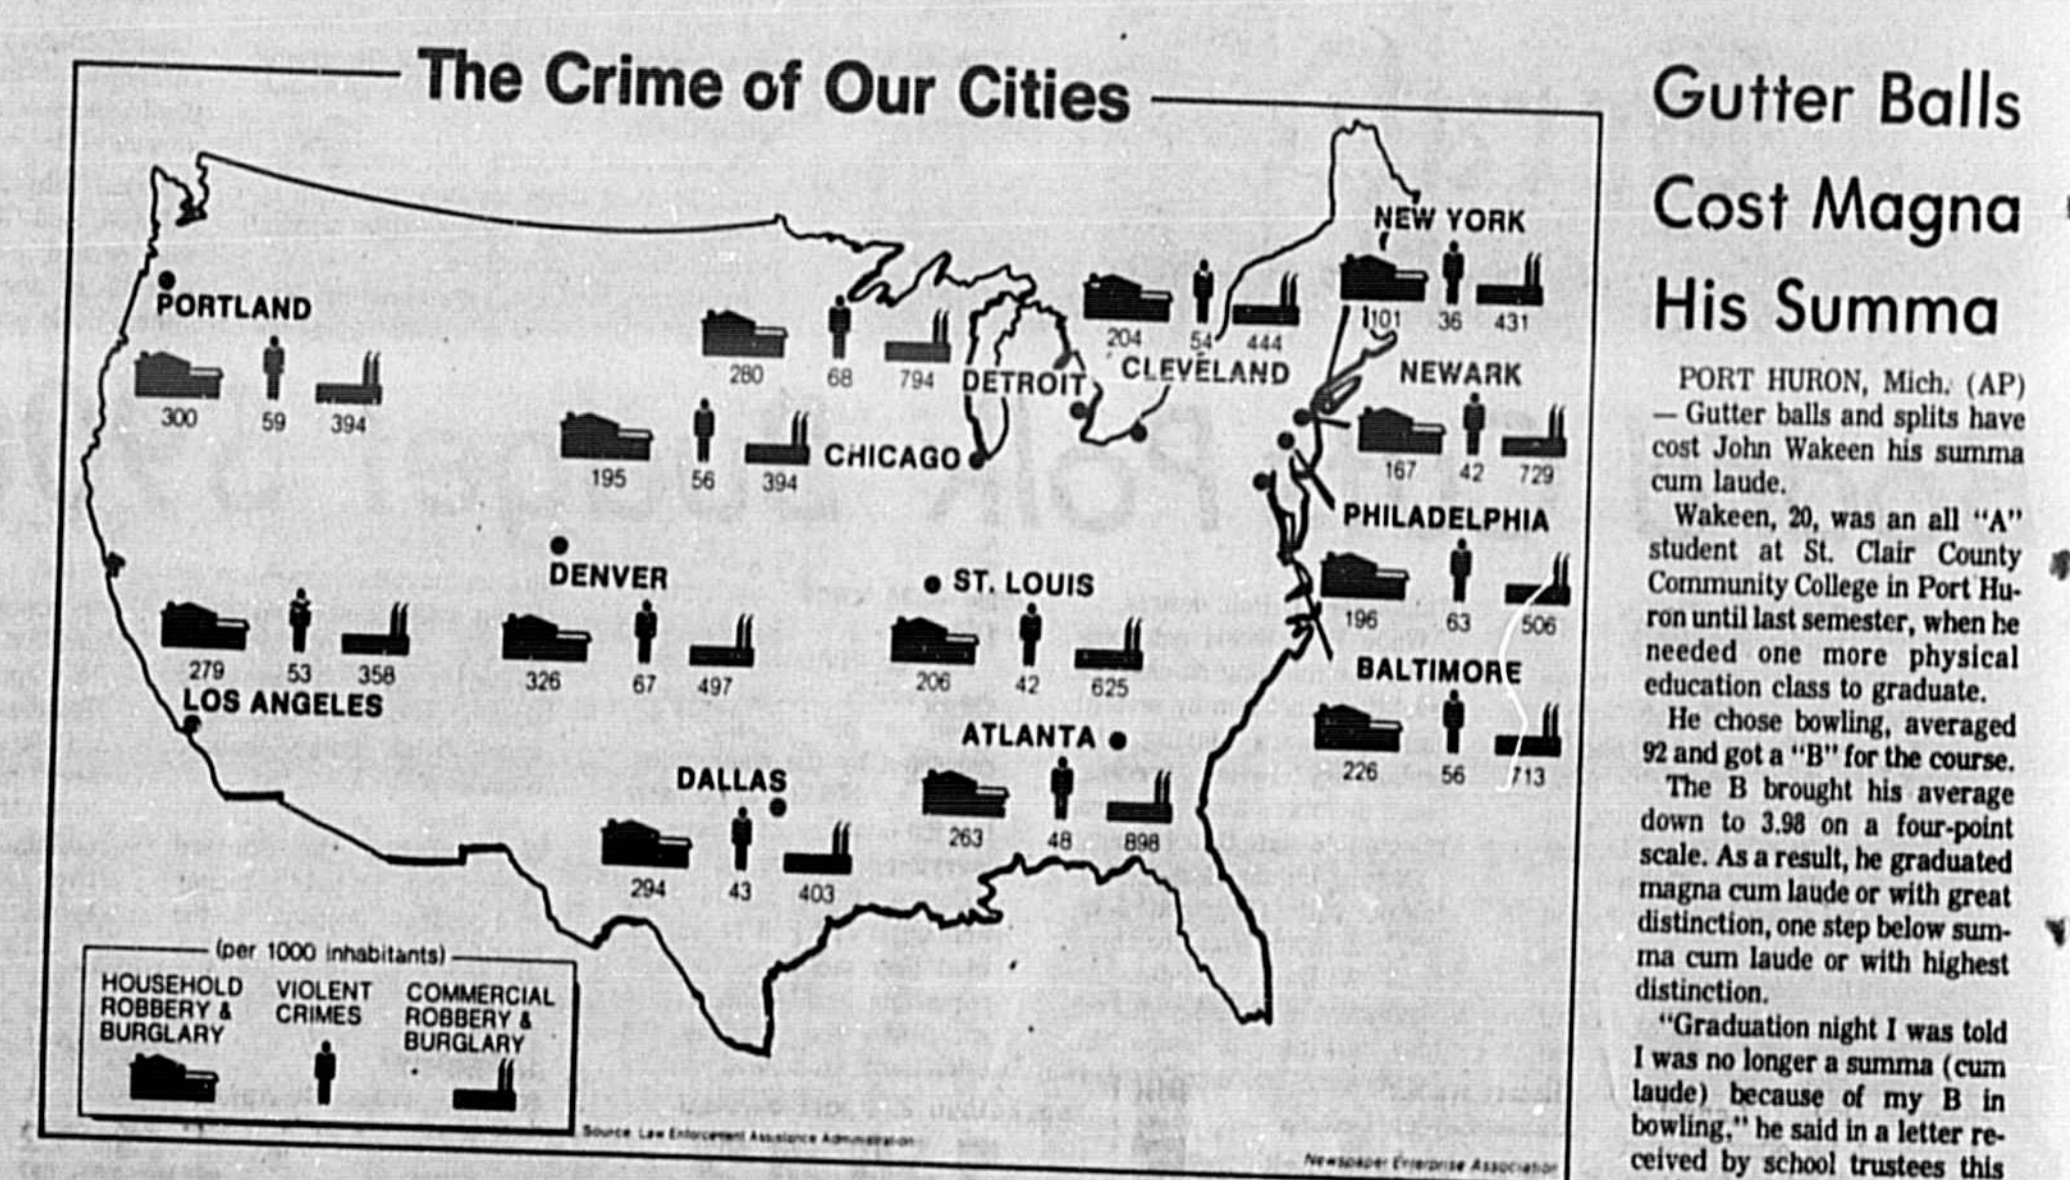 The Crime of Our Cities
PORTLAND
300 59 394
280 68 794
DETROIT
204 54 444
CLEVELAND
NEW YORK
101 36 431
NEWARK
167 42 729
195 56 394
CHICAGO
PHILADELPHIA
196 63 506
DENVER
326 67 497
ST. LOUIS
206 42 625
279 53 358
LOS ANGELES
BALTIMORE
226 56 713
ATLANTA
263 48 898
DALLAS
294 43 403
(per 1000 inhabitants)
HOUSEHOLD
ROBBERY &
BURGLARY
VIOLENT
CRIMES
COMMERCIAL
ROBBERY &
BURGLARY
Source: Law Enforcement Assistance Administration
Newspaper Enterprise Association
Gutter Balls
Cost Magna
His Summa
PORT HURON, Mich. (AP)
— Gutter balls and splits have
cost John Wakeen his summa
cum laude.
Wakeen, 20, was an all "A"
student at St. Clair County
Community College in Port Hu-
ron until last semester, when he
needed one more physical
education class to graduate.
He chose bowling, averaged
92 and got a "B" for the course.
The B brought his average
down to 3.98 on a four-point
scale. As a result, he graduated
magna cum laude or with great
distinction, one step below sum-
ma cum laude or with highest
distinction.
"Graduation night I was told
I was no longer a summa (cum
laude) because of my B in
bowling," he said in a letter re-
ceived by school trustees this